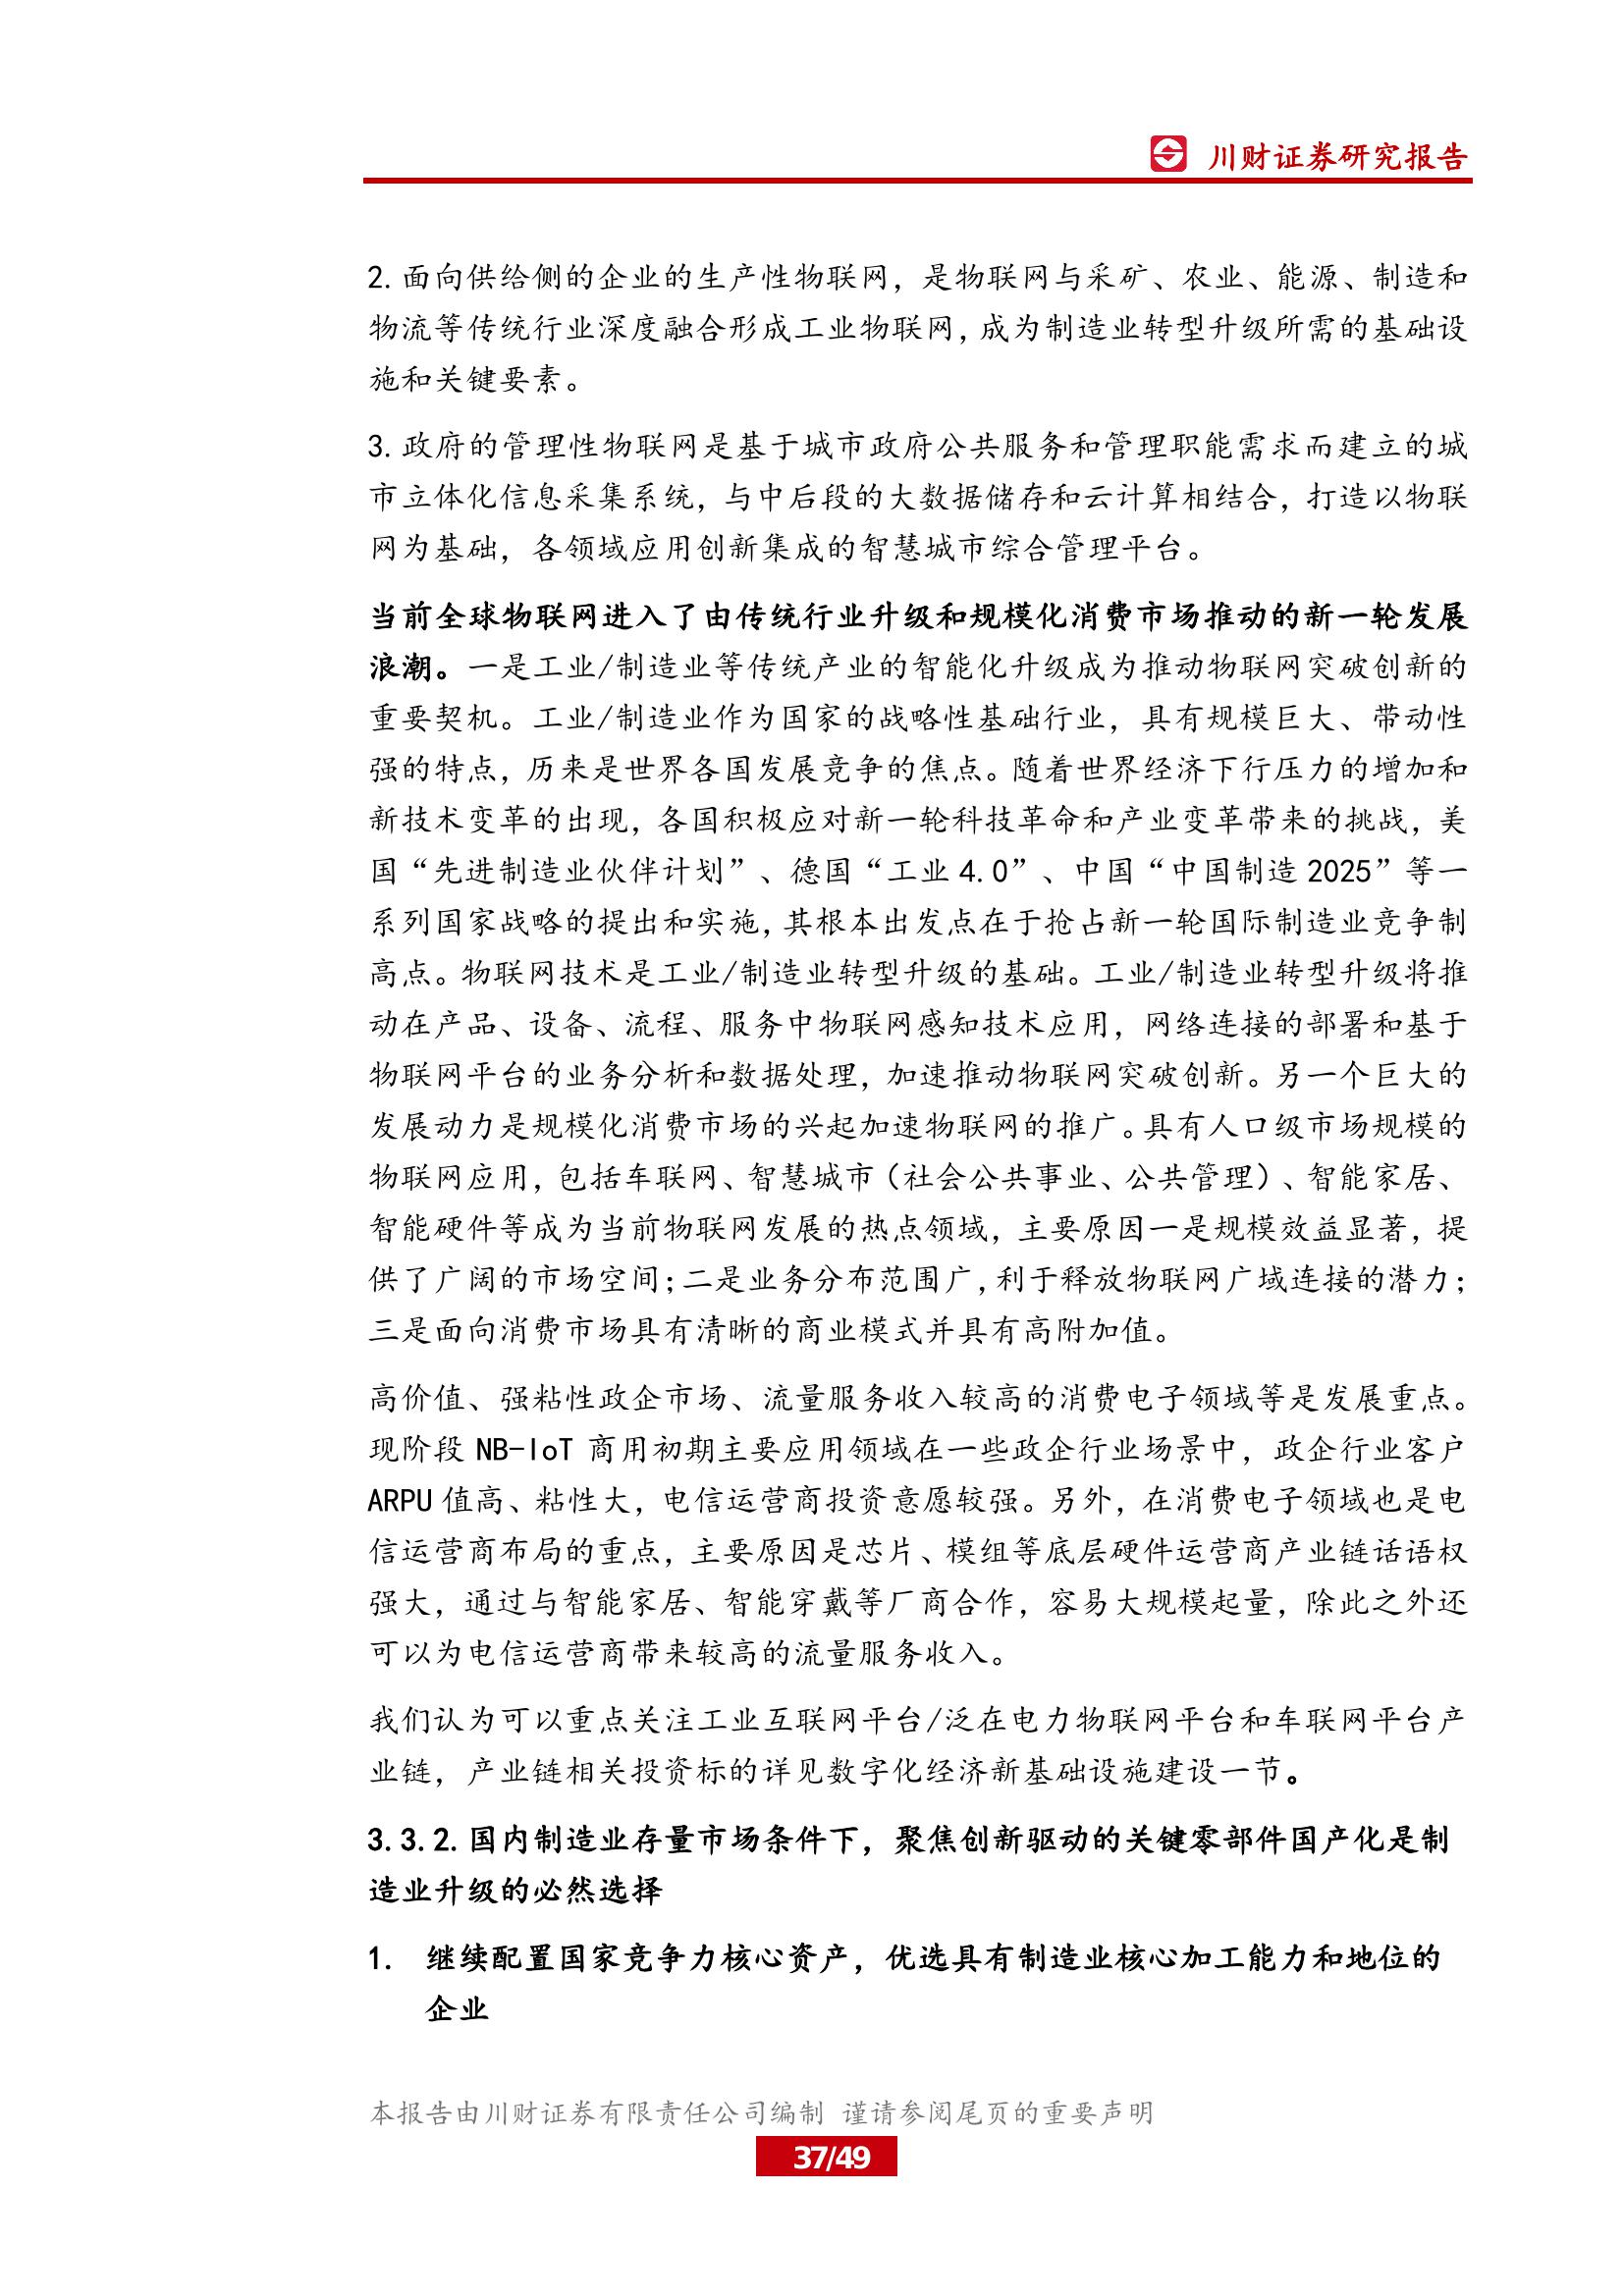 川财证券研究报告
2.面向供给侧的企业的生产性物联网，是物联网与采矿、农业、能源、制造和
物流等传统行业深度融合形成工业物联网，成为制造业转型升级所需的基础设
施和关键要素。
3.政府的管理性物联网是基于城市政府公共服务和管理职能需求而建立的城
市立体化信息采集系统，与中后段的大数据储存和云计算相结合，打造以物联
网为基础，各领域应用创新集成的智慧城市综合管理平台。
当前全球物联网进入了由传统行业升级和规模化消费市场推动的新一轮发展
浪潮。一是工业/制造业等传统产业的智能化升级成为推动物联网突破创新的
重要契机。工业/制造业作为国家的战略性基础行业，具有规模巨大、带动性
强的特点，历来是世界各国发展竞争的焦点。随着世界经济下行压力的增加和
新技术变革的出现，各国积极应对新一轮科技革命和产业变革带来的挑战，美
国“先进制造业伙伴计划”、德国“工业 4.0”、中国“中国制造 2025”等一
系列国家战略的提出和实施，其根本出发点在于抢占新一轮国际制造业竞争制
高点。物联网技术是工业/制造业转型升级的基础。工业/制造业转型升级将推
动在产品、设备、流程、服务中物联网感知技术应用，网络连接的部署和基于
物联网平台的业务分析和数据处理，加速推动物联网突破创新。另一个巨大的
发展动力是规模化消费市场的兴起加速物联网的推广。具有人口级市场规模的
物联网应用，包括车联网、智慧城市（社会公共事业、公共管理）、智能家居、
智能硬件等成为当前物联网发展的热点领域，主要原因一是规模效益显著，提
供了广阔的市场空间；二是业务分布范围广，利于释放物联网广域连接的潜力；
三是面向消费市场具有清晰的商业模式并具有高附加值。
高价值、强粘性政企市场、流量服务收入较高的消费电子领域等是发展重点。
现阶段 NB-IoT 商用初期主要应用领域在一些政企行业场景中，政企行业客户
ARPU 值高、粘性大，电信运营商投资意愿较强。另外，在消费电子领域也是电
信运营商布局的重点，主要原因是芯片、模组等底层硬件运营商产业链话语权
强大，通过与智能家居、智能穿戴等厂商合作，容易大规模起量，除此之外还
可以为电信运营商带来较高的流量服务收入。
我们认为可以重点关注工业互联网平台/泛在电力物联网平台和车联网平台产
业链，产业链相关投资标的详见数字化经济新基础设施建设一节。
3.3.2.国内制造业存量市场条件下，聚焦创新驱动的关键零部件国产化是制
造业升级的必然选择
1. 继续配置国家竞争力核心资产，优选具有制造业核心加工能力和地位的
企业
本报告由川财证券有限责任公司编制 谨请参阅尾页的重要声明
37/49